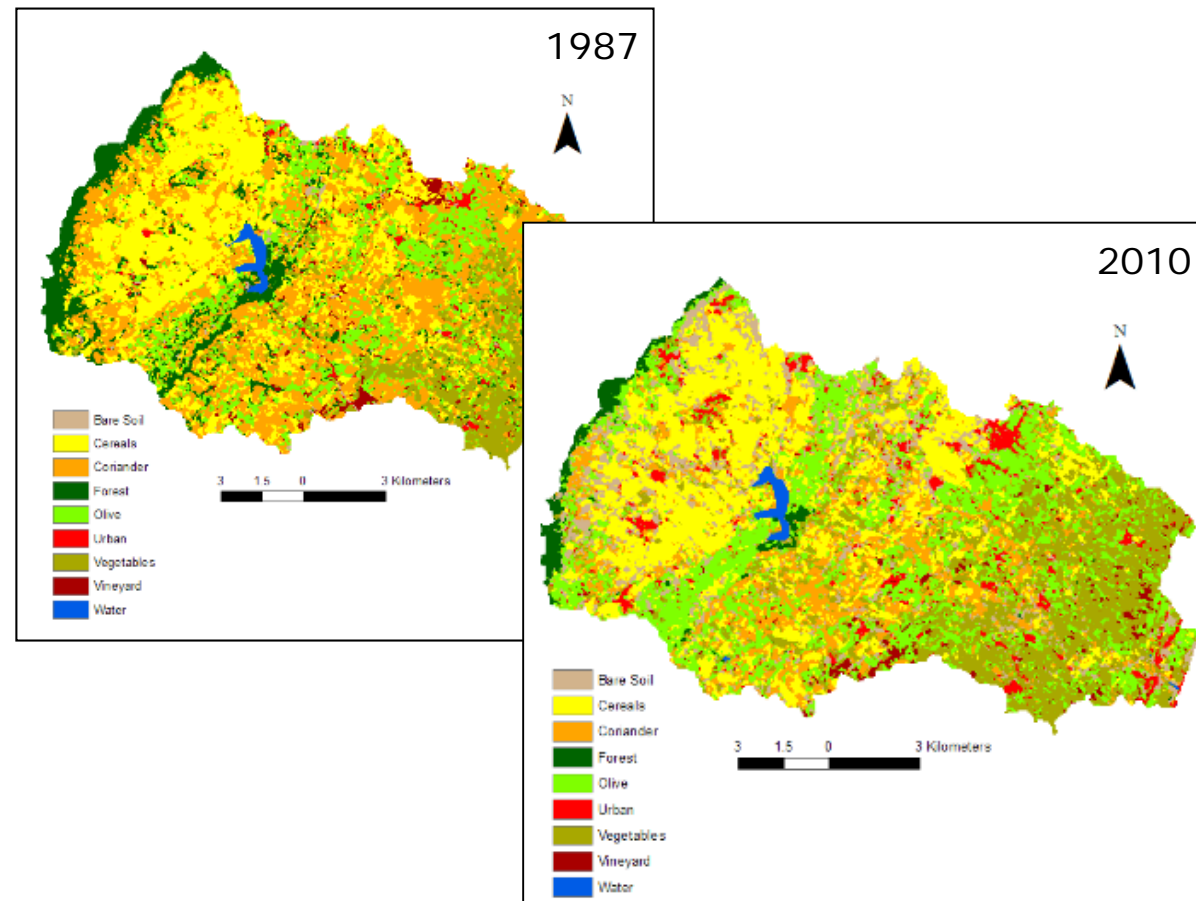 1987
N
Bare Soil
Cereals
Coriander
Forest
Olive
Urban
Vegetables
Vineyard
Water
3 1.5 0 3 Kilometers
2010
N
Bare Soil
Cereals
Coriander
Forest
Olive
Urban
Vegetables
Vineyard
Water
3 1.5 0 3 Kilometers